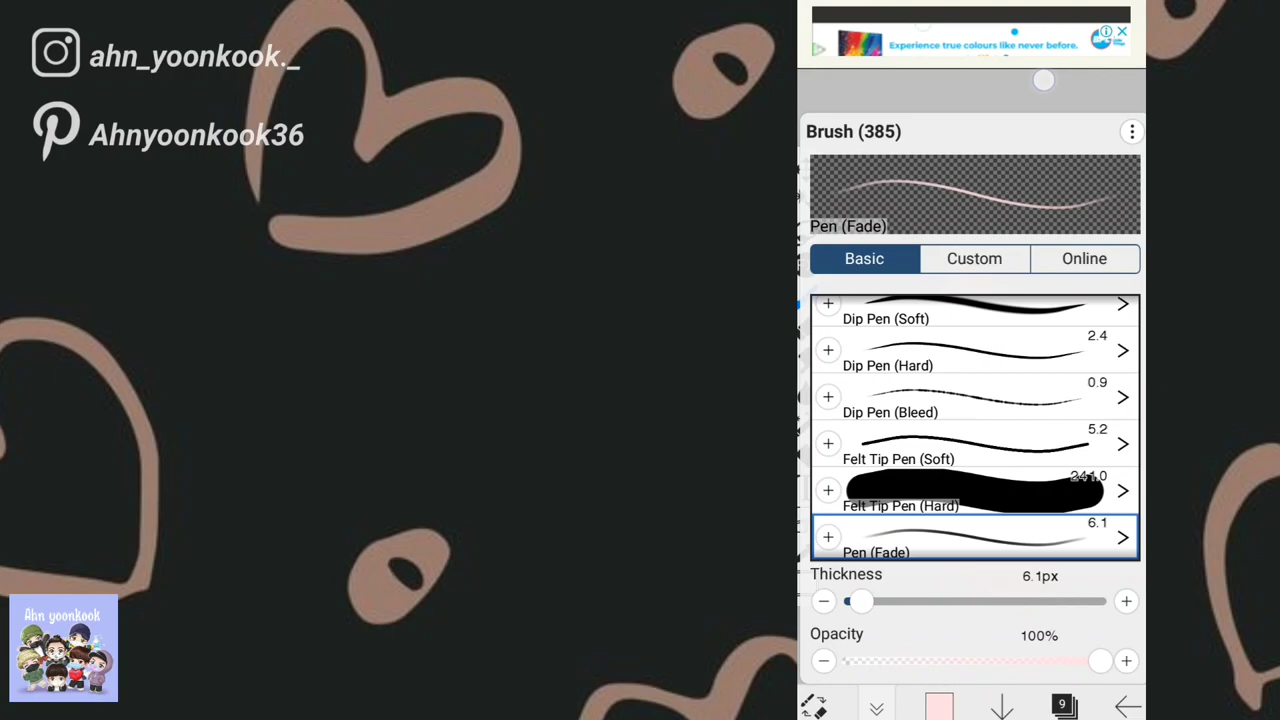 ahn_yoonkook._
Ahnyoonkook36
Experience true colours like never before.
Brush (385)
Pen (Fade)
Basic
Custom
Online
Dip Pen (Soft)
2.4
Dip Pen (Hard)
0.9
Dip Pen (Bleed)
5.2
Felt Tip Pen (Soft)
241.0
Felt Tip Pen (Hard)
6.1
Pen (Fade)
Thickness
6.1px
Opacity
100%
9
Ahn yoonkook